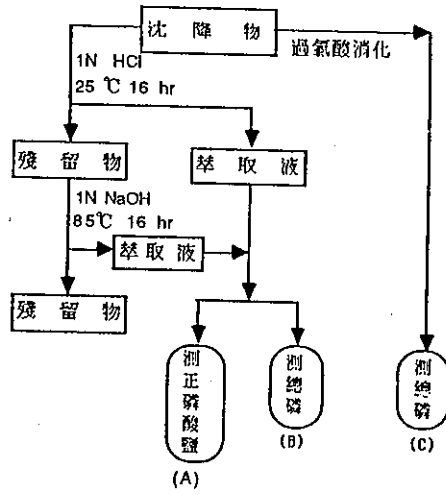 沈降物
1N HCl
25 ℃ 16 hr
過氯酸消化
殘留物
萃取液
1N NaOH
85℃ 16 hr
萃取液
殘留物
測正磷酸鹽
測總磷
測總磷
(A)
(B)
(C)